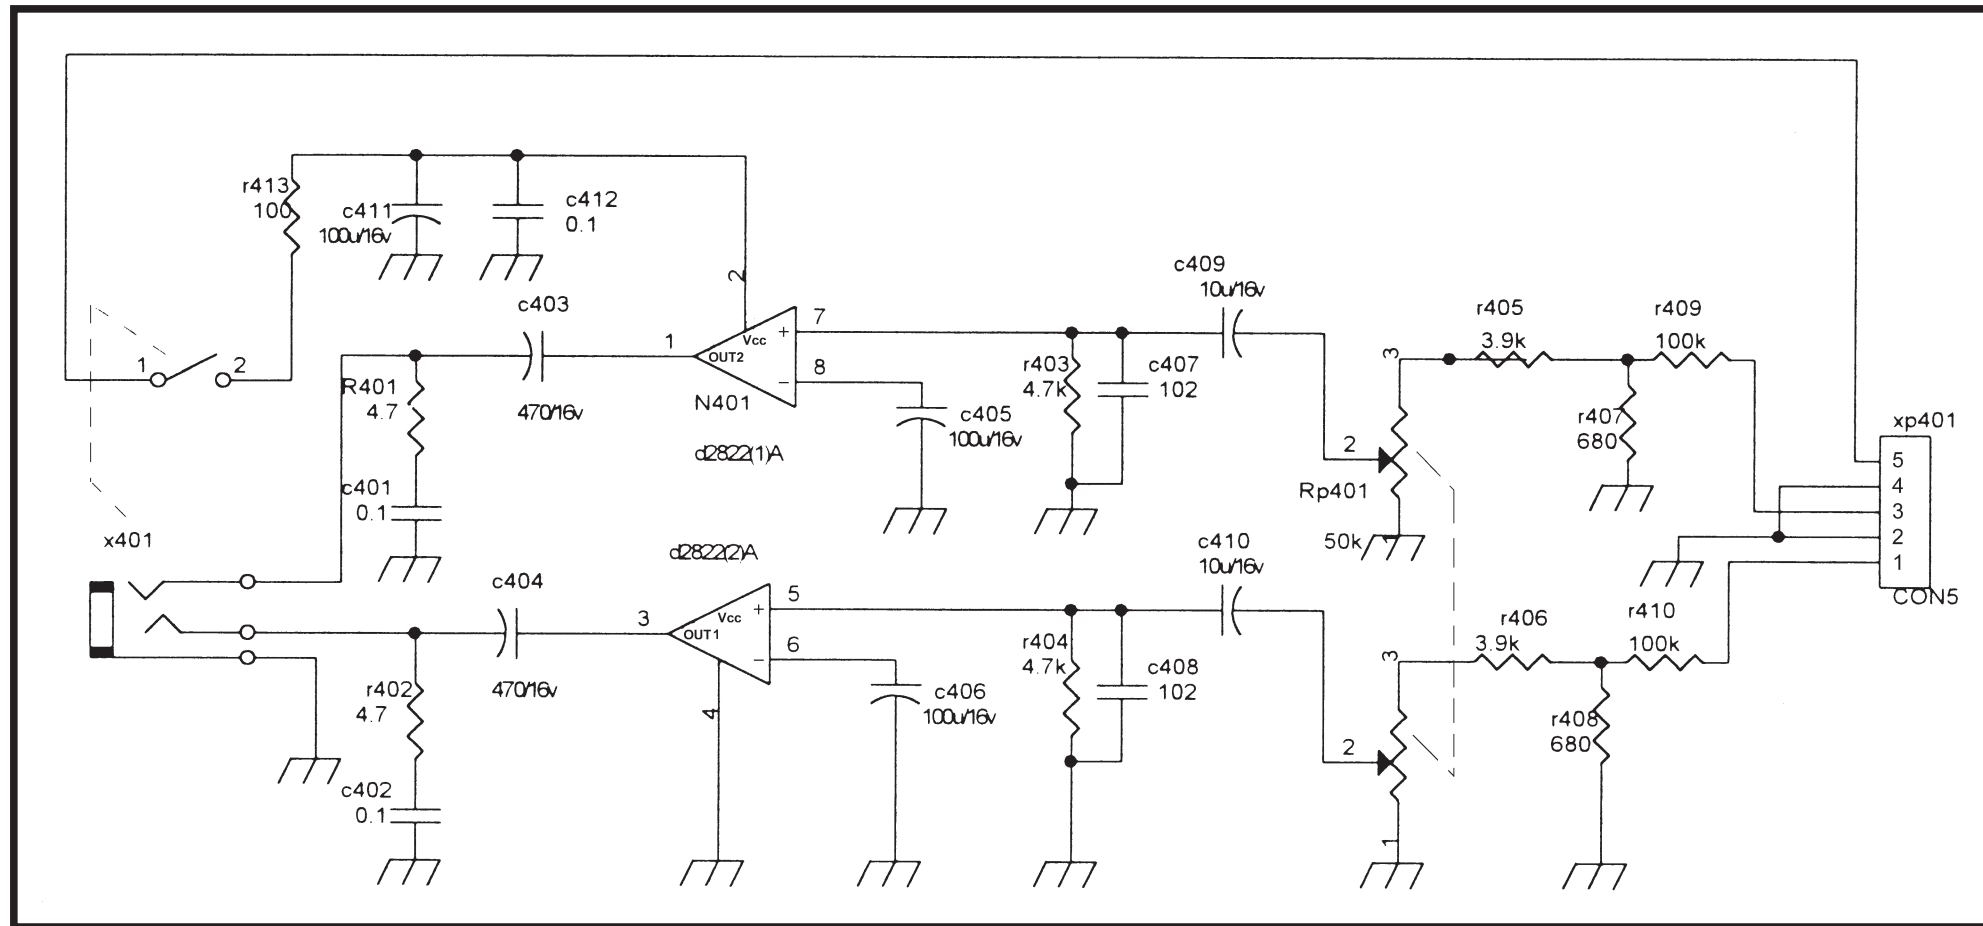 r413
100
c411
100u/16v
c412
0.1
1
2
c403
470/16v
R401
4.7
c401
0.1
x401
1
2
Vcc
OUT2
+
−
7
8
N401
d2822(1)A
c405
100u/16v
r403
4.7k
c407
102
c409
10u/16v
3
2
Rp401
50k
1
r405
3.9k
r409
100k
r407
680
xp401
5
4
3
2
1
CON5
c404
470/16v
r402
4.7
c402
0.1
d2822(2)A
3
4
Vcc
OUT1
+
−
5
6
c406
100u/16v
r404
4.7k
c408
102
c410
10u/16v
3
2
1
r406
3.9k
r410
100k
r408
680